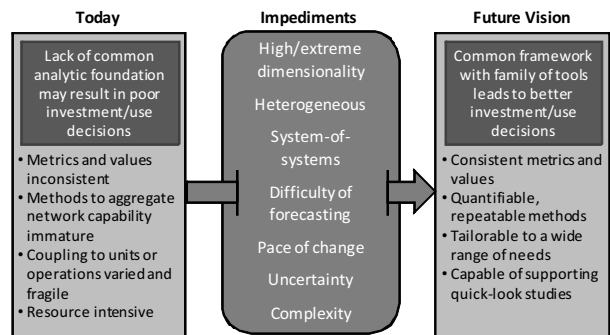 Today
Lack of common
analytic foundation
may result in poor
investment/use
decisions
• Metrics and values
inconsistent
• Methods to aggregate
network capability
immature
• Coupling to units or
operations varied and
fragile
• Resource intensive
Impediments
High/extreme
dimensionality
Heterogeneous
System-of-
systems
Difficulty of
forecasting
Pace of change
Uncertainty
Complexity
Future Vision
Common framework
with family of tools
leads to better
investment/use
decisions
• Consistent metrics and
values
• Quantifiable,
repeatable methods
• Tailorable to a wide
range of needs
• Capable of supporting
quick-look studies